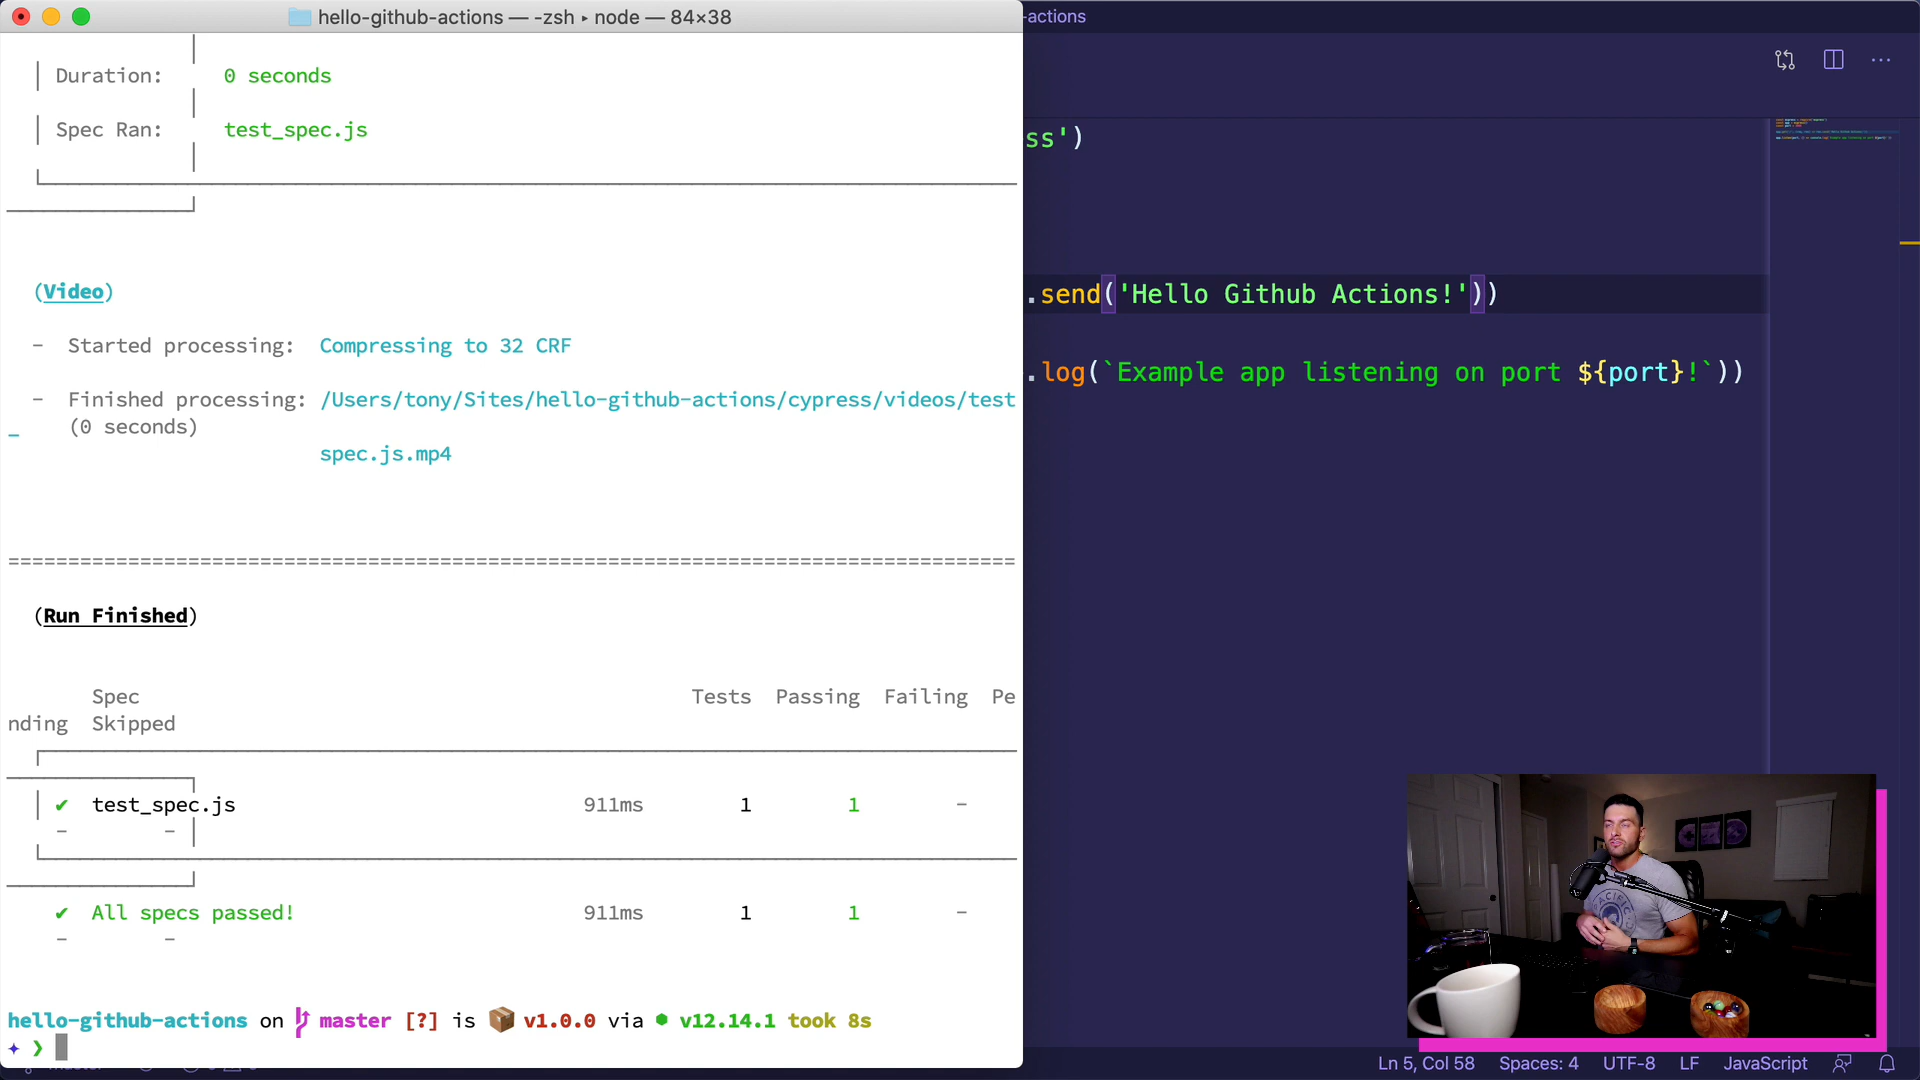 hello-github-actions — -zsh ▸ node — 84×38
-actions
Duration: 0 seconds
Spec Ran: test_spec.js
(Video)
- Started processing: Compressing to 32 CRF
- Finished processing: /Users/tony/Sites/hello-github-actions/cypress/videos/test
_ (0 seconds)
spec.js.mp4
====================================================================================
(Run Finished)
Spec Tests Passing Failing Pe
nding Skipped
✔ test_spec.js 911ms 1 1 -
- -
✔ All specs passed! 911ms 1 1 -
- -
hello-github-actions on master [?] is 📦 v1.0.0 via ⬢ v12.14.1 took 8s
✦ ❯
ss')
.send('Hello Github Actions!'))
.log(`Example app listening on port ${port}!`))
PACIFIC
Ln 5, Col 58 Spaces: 4 UTF-8 LF JavaScript